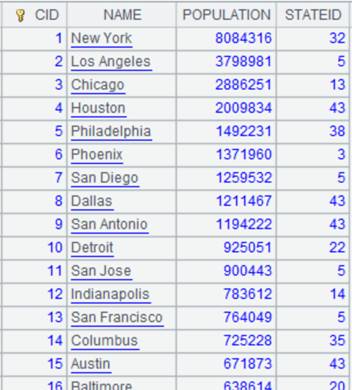 CID NAME POPULATION STATEID
1 New York 8084316 32
2 Los Angeles 3798981 5
3 Chicago 2886251 13
4 Houston 2009834 43
5 Philadelphia 1492231 38
6 Phoenix 1371960 3
7 San Diego 1259532 5
8 Dallas 1211467 43
9 San Antonio 1194222 43
10 Detroit 925051 22
11 San Jose 900443 5
12 Indianapolis 783612 14
13 San Francisco 764049 5
14 Columbus 725228 35
15 Austin 671873 43
16 Baltimore 638614 20